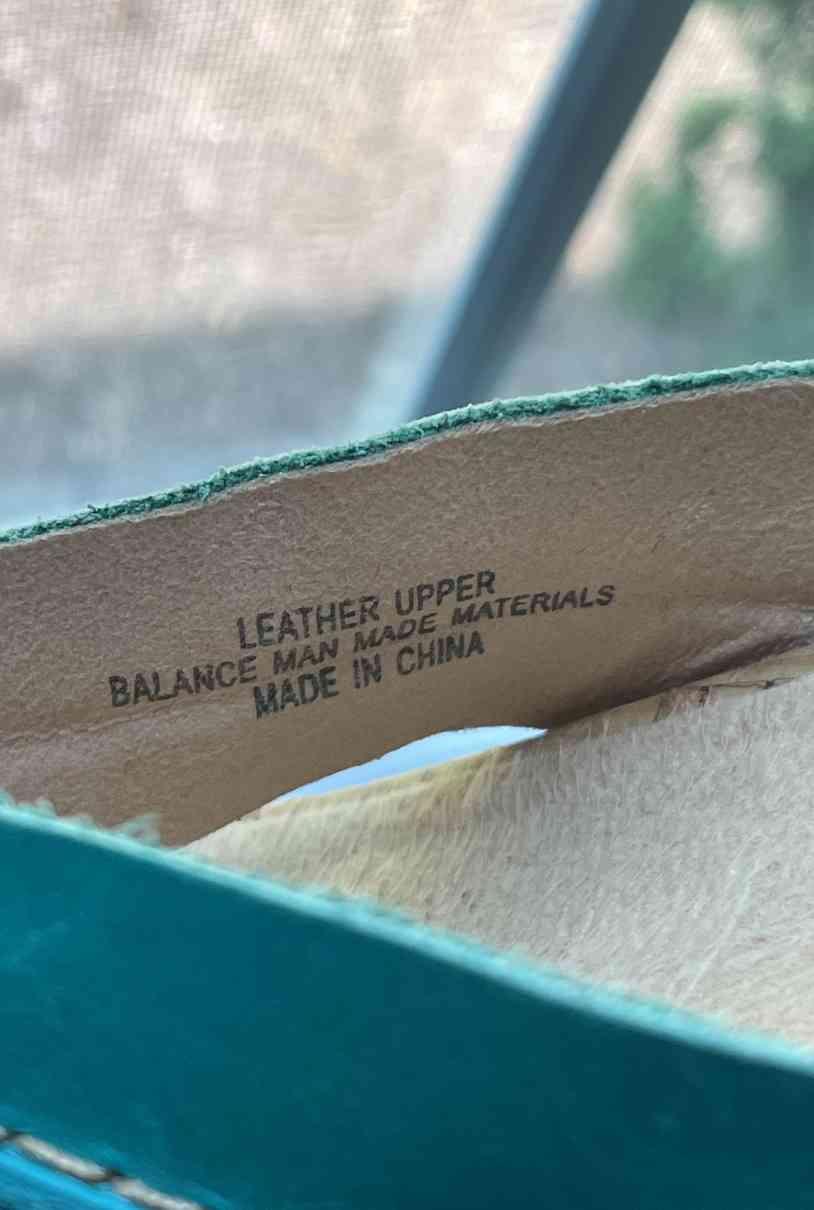 LEATHER UPPER
BALANCE MAN MADE MATERIALS
MADE IN CHINA